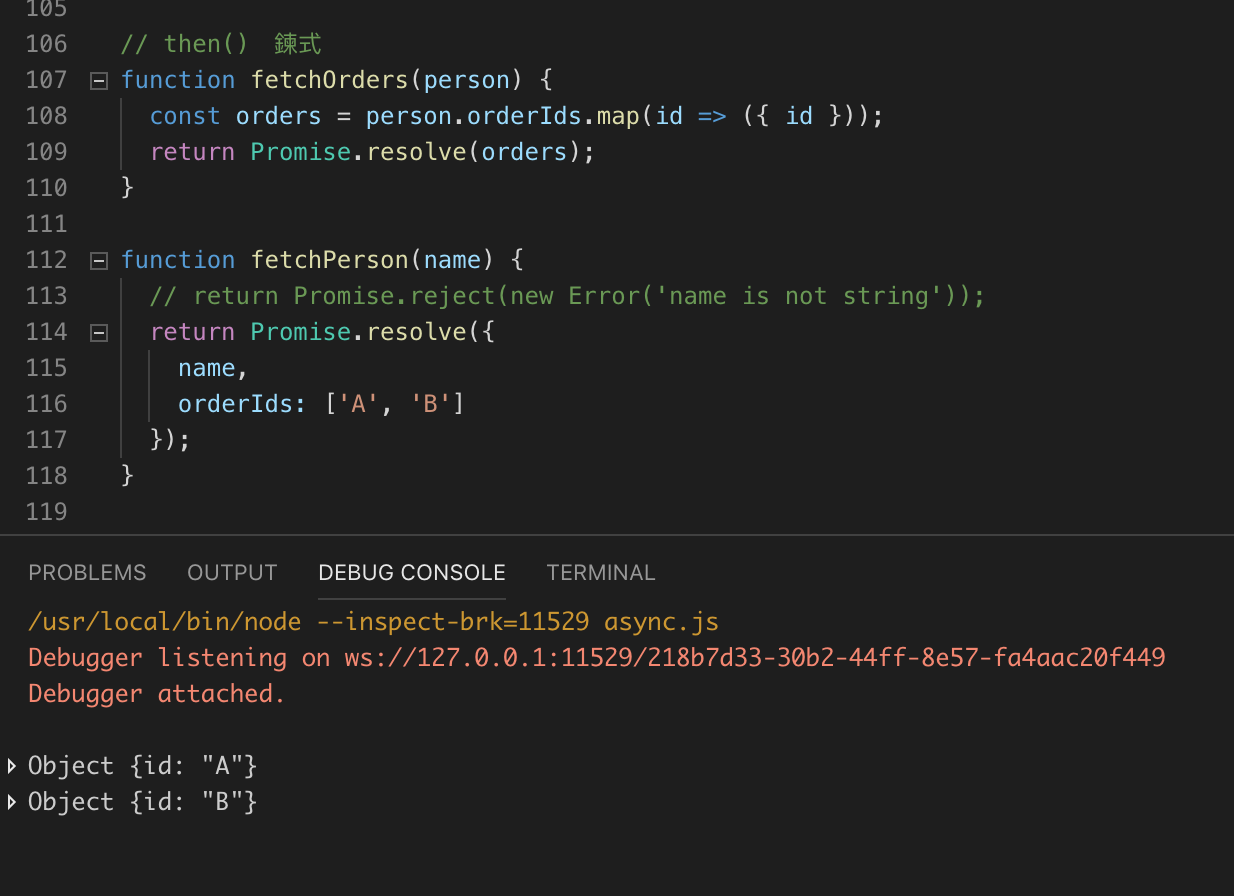 105
106 // then() 鍊式
107 function fetchOrders(person) {
108 const orders = person.orderIds.map(id => ({ id }));
109 return Promise.resolve(orders);
110 }
111
112 function fetchPerson(name) {
113 // return Promise.reject(new Error('name is not string'));
114 return Promise.resolve({
115 name,
116 orderIds: ['A', 'B']
117 });
118 }
119
PROBLEMS OUTPUT DEBUG CONSOLE TERMINAL
/usr/local/bin/node --inspect-brk=11529 async.js
Debugger listening on ws://127.0.0.1:11529/218b7d33-30b2-44ff-8e57-fa4aac20f449
Debugger attached.
Object {id: "A"}
Object {id: "B"}